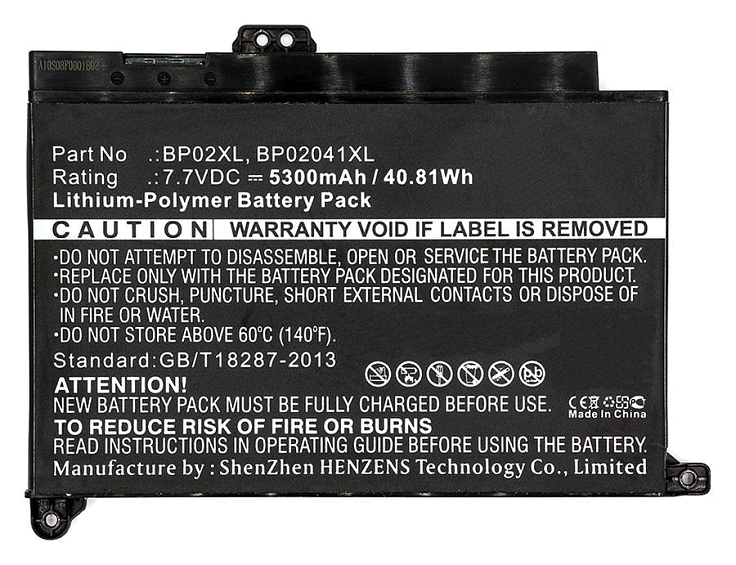 Part No .: BP02XL, BP02041XL
Rating .: 7.7VDC ⎓ 5300mAh / 40.81Wh
Lithium-Polymer Battery Pack
CAUTION WARRANTY VOID IF LABEL IS REMOVED
·DO NOT ATTEMPT TO DISASSEMBLE, OPEN OR SERVICE THE BATTERY PACK.
·REPLACE ONLY WITH THE BATTERY PACK DESIGNATED FOR THIS PRODUCT.
·DO NOT CRUSH, PUNCTURE, SHORT EXTERNAL CONTACTS OR DISPOSE OF
IN FIRE OR WATER.
·DO NOT STORE ABOVE 60°C (140°F).
Standard:GB/T18287-2013
ATTENTION!
NEW BATTERY PACK MUST BE FULLY CHARGED BEFORE USE.
CE
Made In China
TO REDUCE RISK OF FIRE OR BURNS
READ INSTRUCTIONS IN OPERATING GUIDE BEFORE USING THE BATTERY.
Manufacture by : ShenZhen HENZENS Technology Co., Limited